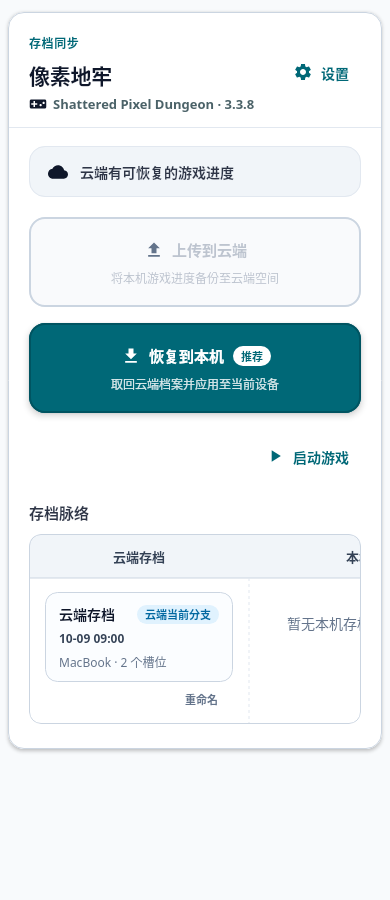 存档同步
像素地牢
设置
Shattered Pixel Dungeon · 3.3.8
云端有可恢复的游戏进度
上传到云端
将本机游戏进度备份至云端空间
恢复到本机 推荐
取回云端档案并应用至当前设备
启动游戏
存档脉络
云端存档 本
云端存档 云端当前分支
10-09 09:00
MacBook · 2 个槽位
暂无本机存
重命名